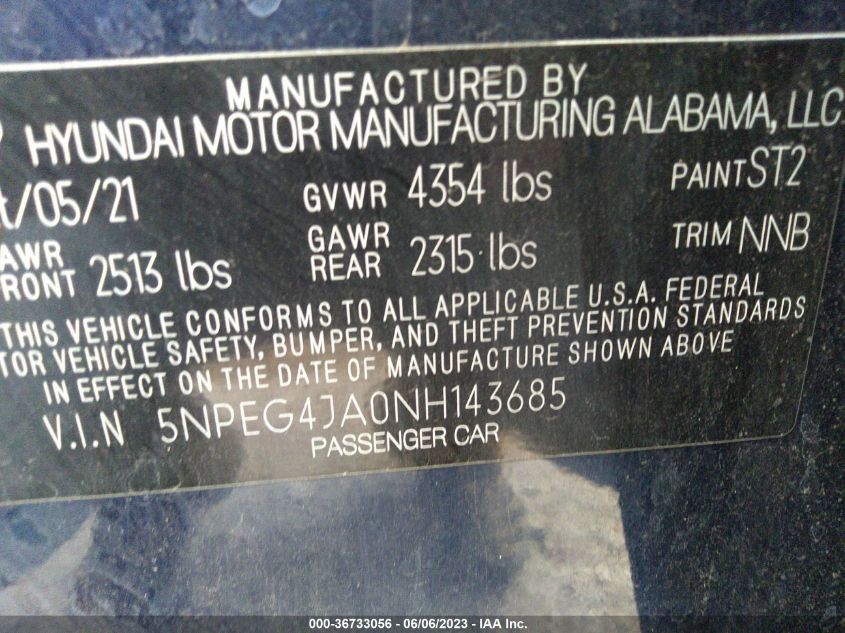 MANUFACTURED BY
HYUNDAI MOTOR MANUFACTURING ALABAMA, LLC
/05/21 GVWR 4354 lbs PAINT ST2
AWR FRONT 2513 lbs GAWR REAR 2315 lbs TRIM NNB
THIS VEHICLE CONFORMS TO ALL APPLICABLE U.S.A. FEDERAL
TOR VEHICLE SAFETY, BUMPER, AND THEFT PREVENTION STANDARDS
IN EFFECT ON THE DATE OF MANUFACTURE SHOWN ABOVE
V.I.N 5NPEG4JA0NH143685
PASSENGER CAR
000-36733056 - 06/06/2023 - IAA Inc.